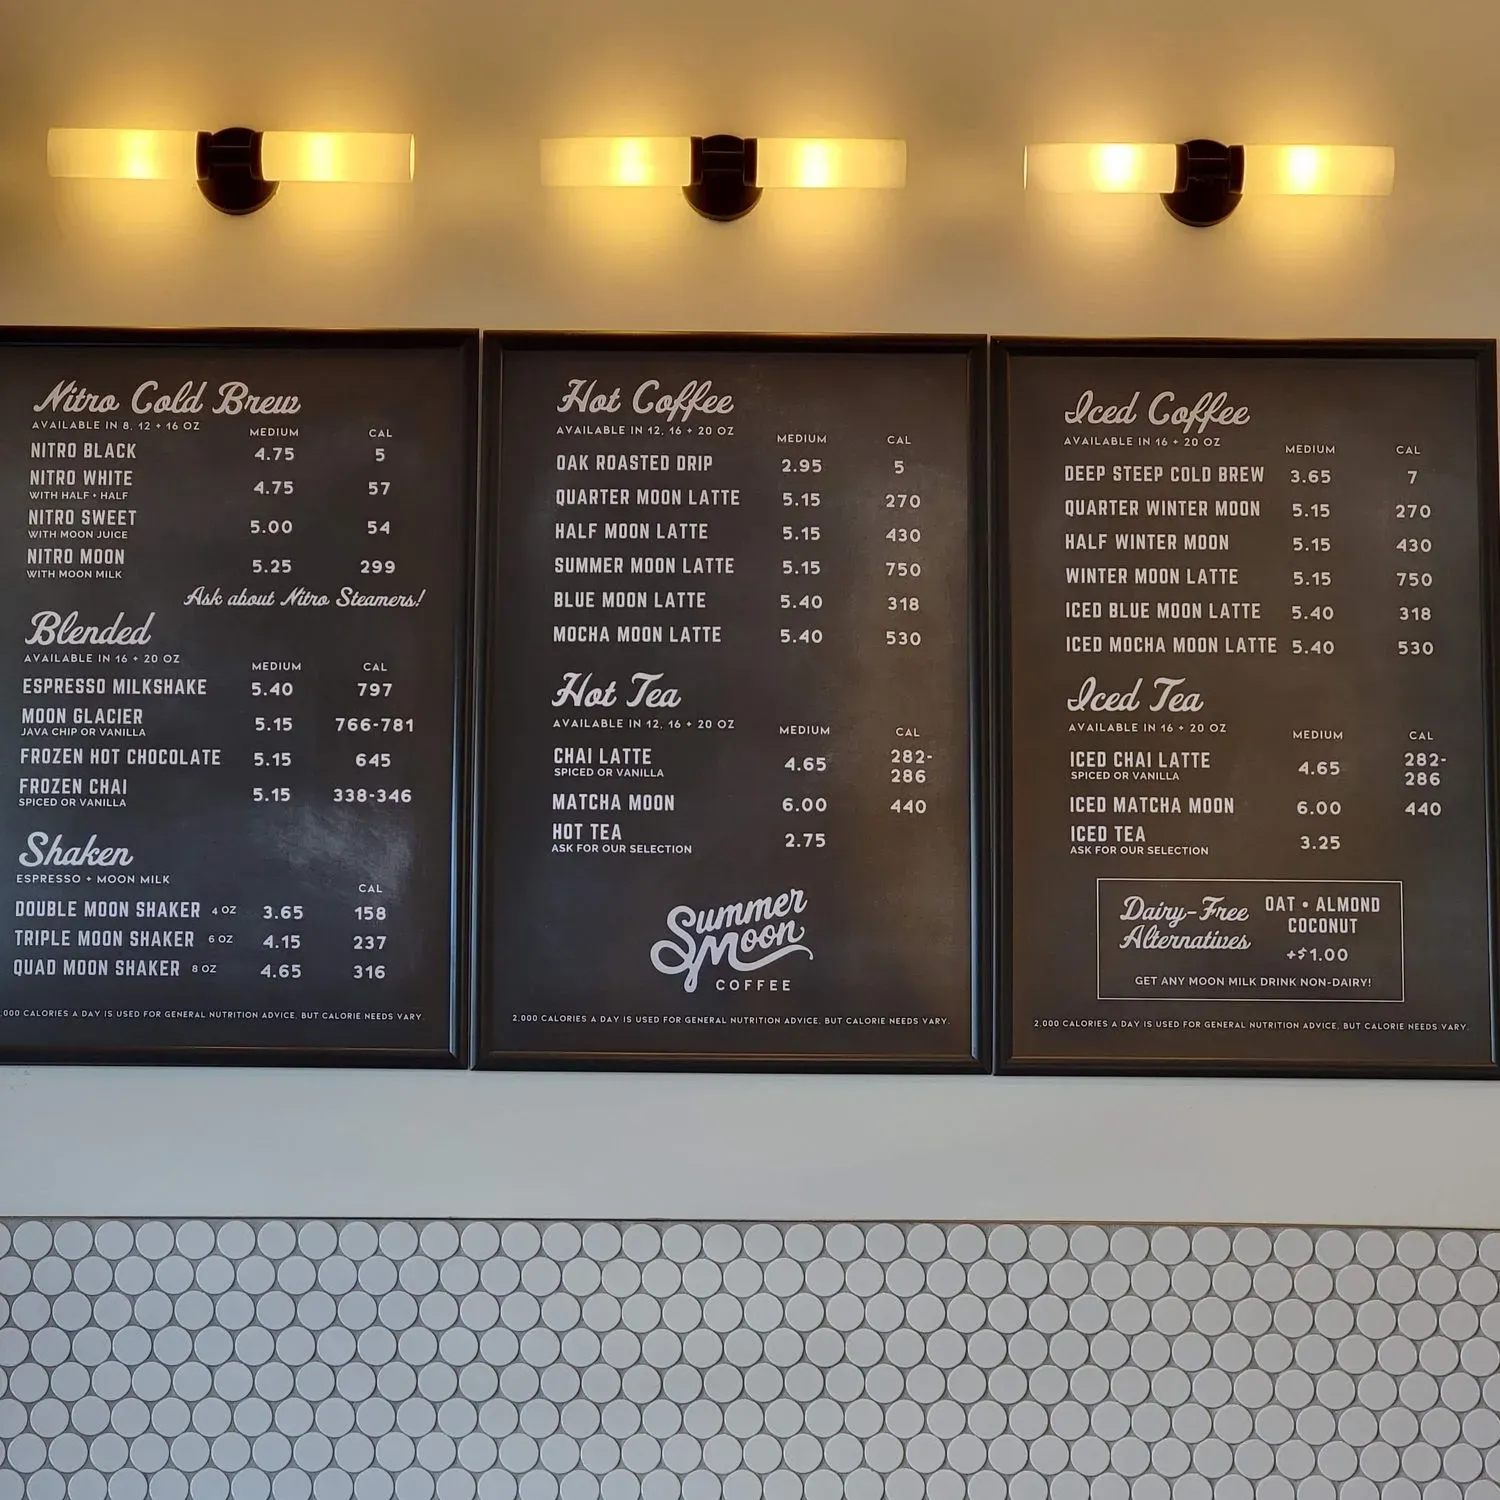 Nitro Cold Brew
AVAILABLE IN 8, 12 + 16 OZ
MEDIUM CAL
NITRO BLACK 4.75 5
NITRO WHITE 4.75 57
WITH HALF + HALF
NITRO SWEET 5.00 54
WITH MOON JUICE
NITRO MOON 5.25 299
WITH MOON MILK
Ask about Nitro Steamers!
Blended
AVAILABLE IN 16 + 20 OZ
MEDIUM CAL
ESPRESSO MILKSHAKE 5.40 797
MOON GLACIER 5.15 766-781
JAVA CHIP OR VANILLA
FROZEN HOT CHOCOLATE 5.15 645
FROZEN CHAI 5.15 338-346
SPICED OR VANILLA
Shaken
ESPRESSO + MOON MILK
CAL
DOUBLE MOON SHAKER 4 OZ 3.65 158
TRIPLE MOON SHAKER 6 OZ 4.15 237
QUAD MOON SHAKER 8 OZ 4.65 316
,000 CALORIES A DAY IS USED FOR GENERAL NUTRITION ADVICE, BUT CALORIE NEEDS VARY.
Hot Coffee
AVAILABLE IN 12, 16 + 20 OZ
MEDIUM CAL
OAK ROASTED DRIP 2.95 5
QUARTER MOON LATTE 5.15 270
HALF MOON LATTE 5.15 430
SUMMER MOON LATTE 5.15 750
BLUE MOON LATTE 5.40 318
MOCHA MOON LATTE 5.40 530
Hot Tea
AVAILABLE IN 12, 16 + 20 OZ
MEDIUM CAL
CHAI LATTE 4.65 282-
SPICED OR VANILLA 286
MATCHA MOON 6.00 440
HOT TEA 2.75
ASK FOR OUR SELECTION
Summer
Moon
COFFEE
2,000 CALORIES A DAY IS USED FOR GENERAL NUTRITION ADVICE, BUT CALORIE NEEDS VARY.
Iced Coffee
AVAILABLE IN 16 + 20 OZ
MEDIUM CAL
DEEP STEEP COLD BREW 3.65 7
QUARTER WINTER MOON 5.15 270
HALF WINTER MOON 5.15 430
WINTER MOON LATTE 5.15 750
ICED BLUE MOON LATTE 5.40 318
ICED MOCHA MOON LATTE 5.40 530
Iced Tea
AVAILABLE IN 16 + 20 OZ
MEDIUM CAL
ICED CHAI LATTE 4.65 282-
SPICED OR VANILLA 286
ICED MATCHA MOON 6.00 440
ICED TEA 3.25
ASK FOR OUR SELECTION
Dairy-Free
Alternatives
OAT • ALMOND
COCONUT
+$1.00
GET ANY MOON MILK DRINK NON-DAIRY!
2,000 CALORIES A DAY IS USED FOR GENERAL NUTRITION ADVICE, BUT CALORIE NEEDS VARY.